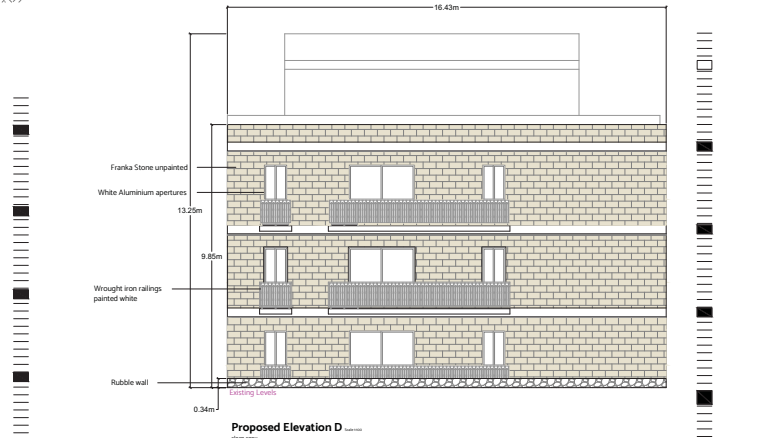 16.43m
Franka Stone unpainted
White Aluminium apertures
13.25m
9.85m
Wrought iron railings
painted white
Rubble wall
Existing Levels
0.34m
Proposed Elevation D